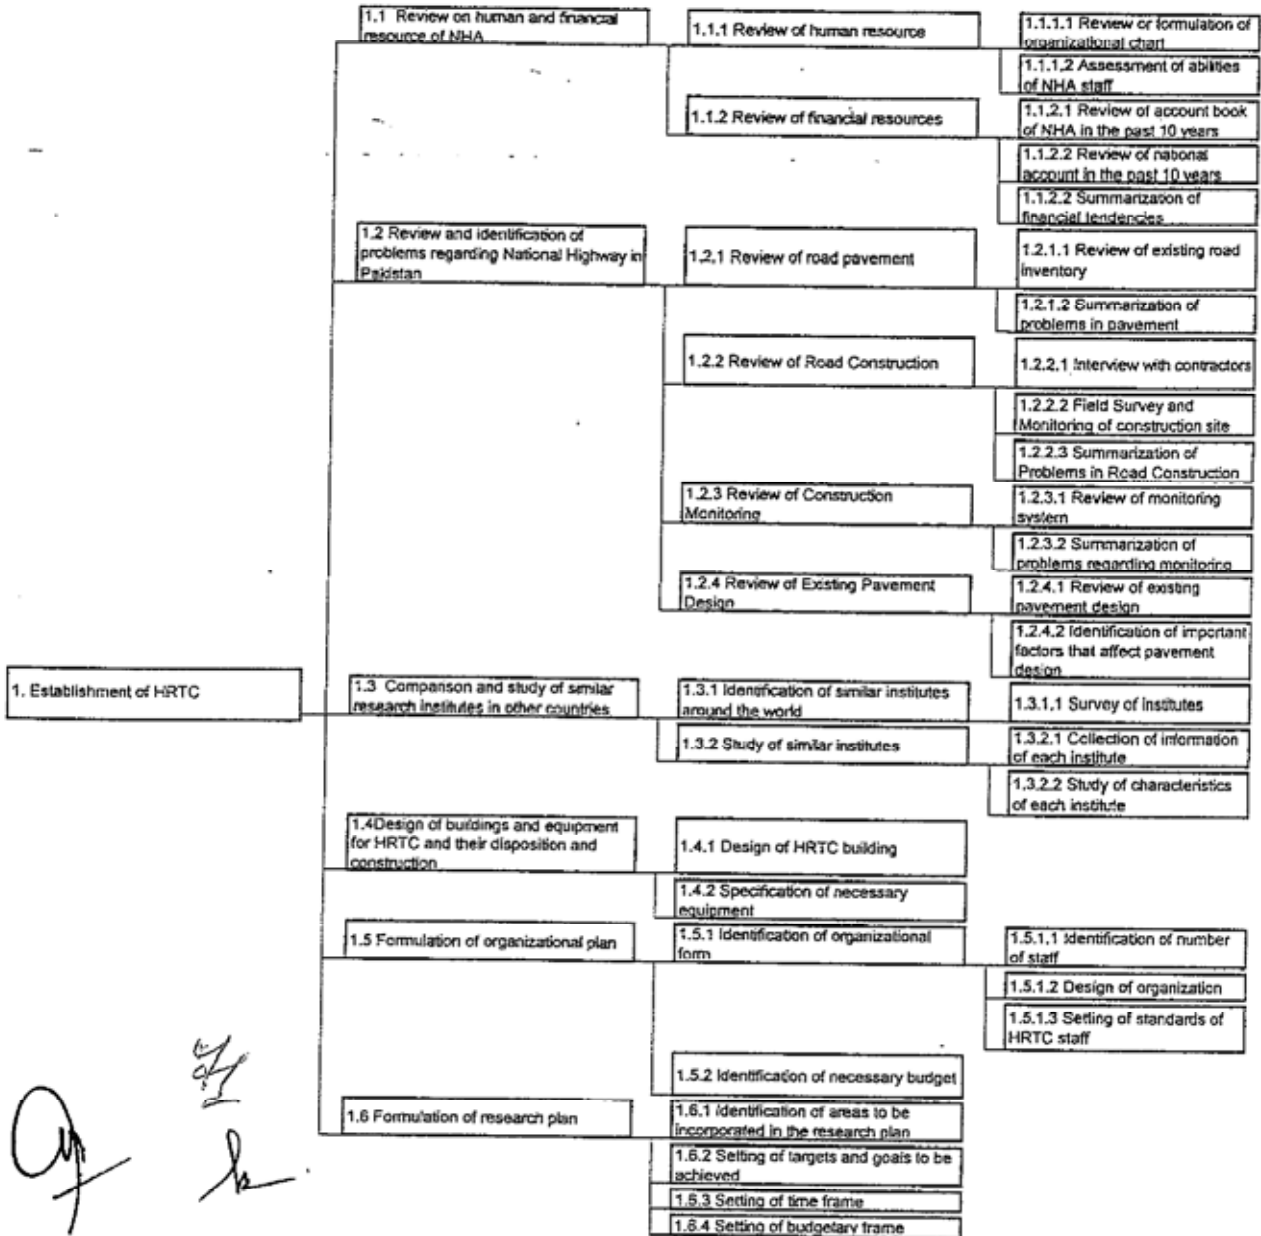 1.1 Review on human and financial
resource of NHA
1.1.1 Review of human resource
1.1.1.1 Review or formulation of
organizational chart
1.1.1.2 Assessment of abilities
of NHA staff
1.1.2 Review of financial resources
1.1.2.1 Review of account book
of NHA in the past 10 years
1.1.2.2 Review of national
account in the past 10 years
1.1.2.2 Summarization of
financial tendencies
1.2 Review and identification of
problems regarding National Highway in
Pakistan
1.2.1 Review of road pavement
1.2.1.1 Review of existing road
inventory
1.2.1.2 Summarization of
problems in pavement
1.2.2 Review of Road Construction
1.2.2.1 Interview with contractors
1.2.2.2 Field Survey and
Monitoring of construction site
1.2.2.3 Summarization of
Problems in Road Construction
1.2.3 Review of Construction
Monitoring
1.2.3.1 Review of monitoring
system
1.2.3.2 Summarization of
problems regarding monitoring
1.2.4 Review of Existing Pavement
Design
1.2.4.1 Review of existing
pavement design
1.2.4.2 Identification of important
factors that affect pavement
design
1. Establishment of HRTC
1.3 Comparison and study of similar
research institutes in other countries
1.3.1 Identification of similar institutes
around the world
1.3.1.1 Survey of Institutes
1.3.2 Study of similar institutes
1.3.2.1 Collection of information
of each institute
1.3.2.2 Study of characteristics
of each institute
1.4Design of buildings and equipment
for HRTC and their disposition and
construction
1.4.1 Design of HRTC building
1.4.2 Specification of necessary
equipment
1.5 Formulation of organizational plan
1.5.1 Identification of organizational
form
1.5.1.1 Identification of number
of staff
1.5.1.2 Design of organization
1.5.1.3 Setting of standards of
HRTC staff
1.5.2 Identification of necessary budget
1.6 Formulation of research plan
1.6.1 Identification of areas to be
incorporated in the research plan
1.6.2 Setting of targets and goals to be
achieved
1.6.3 Setting of time frame
1.6.4 Setting of budgetary frame